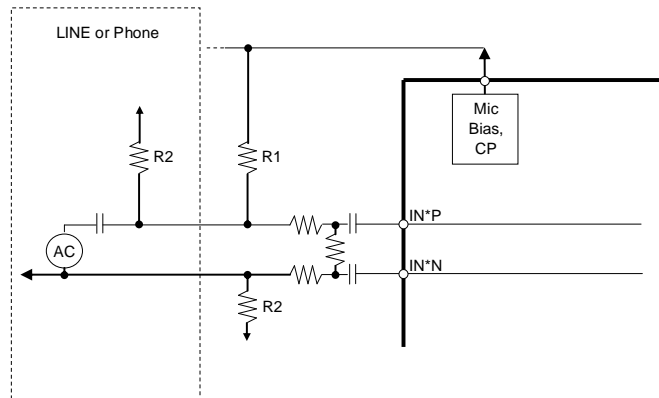 LINE or Phone
Mic
Bias,
CP
R2
R1
IN*P
AC
IN*N
R2